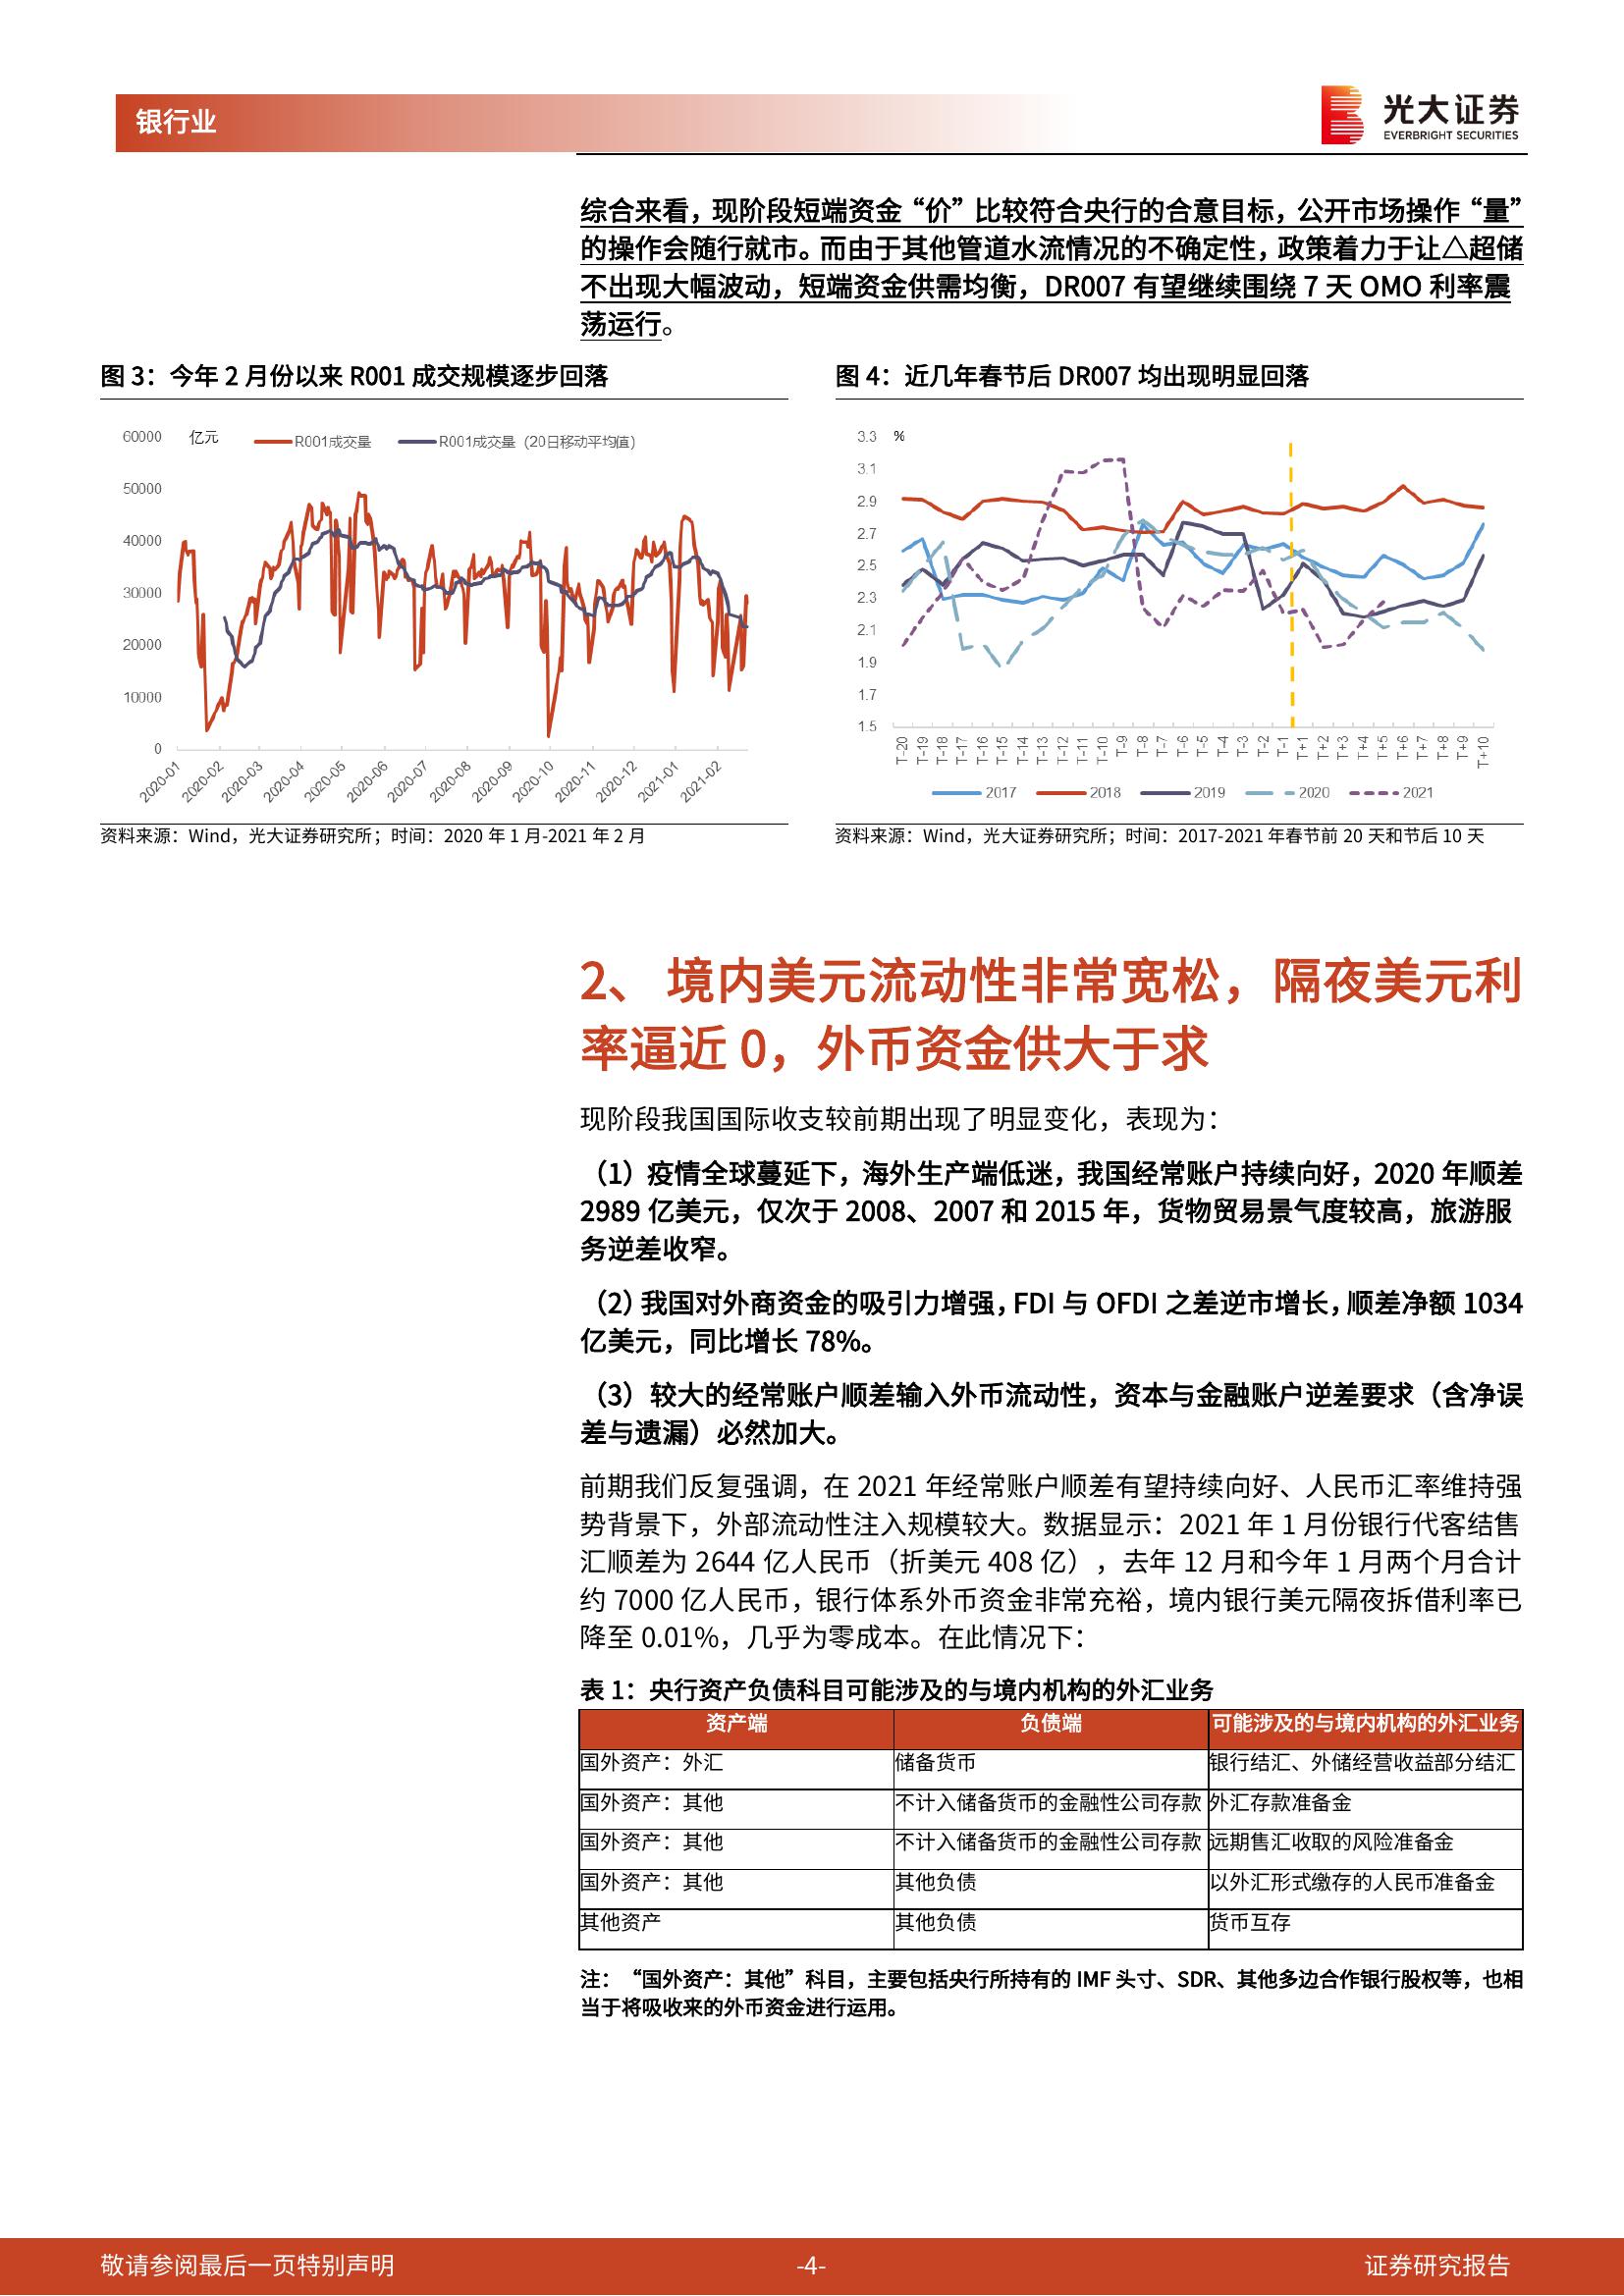 银行业
光大证券
EVERBRIGHT SECURITIES
综合来看，现阶段短端资金“价”比较符合央行的合意目标，公开市场操作“量”
的操作会随行就市。而由于其他管道水流情况的不确定性，政策着力于让△超储
不出现大幅波动，短端资金供需均衡，DR007 有望继续围绕 7 天 OMO 利率震
荡运行。
图 3：今年 2 月份以来 R001 成交规模逐步回落
60000
亿元
R001成交量
R001成交量（20日移动平均值）
50000
40000
30000
20000
10000
0
2020-01
2020-02
2020-03
2020-04
2020-05
2020-06
2020-07
2020-08
2020-09
2020-10
2020-11
2020-12
2021-01
2021-02
资料来源：Wind，光大证券研究所；时间：2020 年 1 月-2021 年 2 月
图 4：近几年春节后 DR007 均出现明显回落
3.3
%
3.1
2.9
2.7
2.5
2.3
2.1
1.9
1.7
1.5
T-20
T-19
T-18
T-17
T-16
T-15
T-14
T-13
T-12
T-11
T-10
T-9
T-8
T-7
T-6
T-5
T-4
T-3
T-2
T-1
T+1
T+2
T+3
T+4
T+5
T+6
T+7
T+8
T+9
T+10
2017
2018
2019
2020
2021
资料来源：Wind，光大证券研究所；时间：2017-2021 年春节前 20 天和节后 10 天
2、 境内美元流动性非常宽松，隔夜美元利
率逼近 0，外币资金供大于求
现阶段我国国际收支较前期出现了明显变化，表现为：
（1）疫情全球蔓延下，海外生产端低迷，我国经常账户持续向好，2020 年顺差
2989 亿美元，仅次于 2008、2007 和 2015 年，货物贸易景气度较高，旅游服
务逆差收窄。
（2）我国对外商资金的吸引力增强，FDI 与 OFDI 之差逆市增长，顺差净额 1034
亿美元，同比增长 78%。
（3）较大的经常账户顺差输入外币流动性，资本与金融账户逆差要求（含净误
差与遗漏）必然加大。
前期我们反复强调，在 2021 年经常账户顺差有望持续向好、人民币汇率维持强
势背景下，外部流动性注入规模较大。数据显示：2021 年 1 月份银行代客结售
汇顺差为 2644 亿人民币（折美元 408 亿），去年 12 月和今年 1 月两个月合计
约 7000 亿人民币，银行体系外币资金非常充裕，境内银行美元隔夜拆借利率已
降至 0.01%，几乎为零成本。在此情况下：
表 1：央行资产负债科目可能涉及的与境内机构的外汇业务
资产端 负债端 可能涉及的与境内机构的外汇业务
国外资产：外汇 储备货币 银行结汇、外储经营收益部分结汇
国外资产：其他 不计入储备货币的金融性公司存款 外汇存款准备金
国外资产：其他 不计入储备货币的金融性公司存款 远期售汇收取的风险准备金
国外资产：其他 其他负债 以外汇形式缴存的人民币准备金
其他资产 其他负债 货币互存
注：“国外资产：其他”科目，主要包括央行所持有的 IMF 头寸、SDR、其他多边合作银行股权等，也相
当于将吸收来的外币资金进行运用。
敬请参阅最后一页特别声明
-4-
证券研究报告